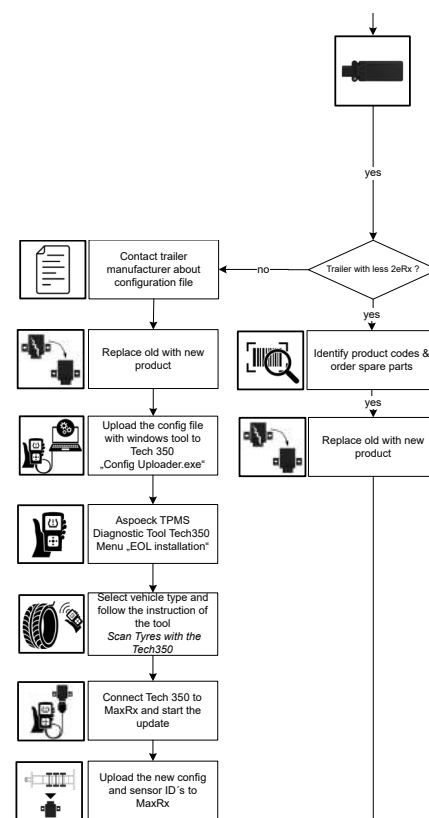 yes
Trailer with less 2eRx ?
no
Contact trailer
manufacturer about
configuration file
yes
Replace old with new
product
Identify product codes &
order spare parts
yes
Upload the config file
with windows tool to
Tech 350
„Config Uploader.exe“
Replace old with new
product
Aspoeck TPMS
Diagnostic Tool Tech350
Menu „EOL installation“
Select vehicle type and
follow the instruction of
the tool
Scan Tyres with the
Tech350
Connect Tech 350 to
MaxRx and start the
update
Upload the new config
and sensor ID´s to
MaxRx